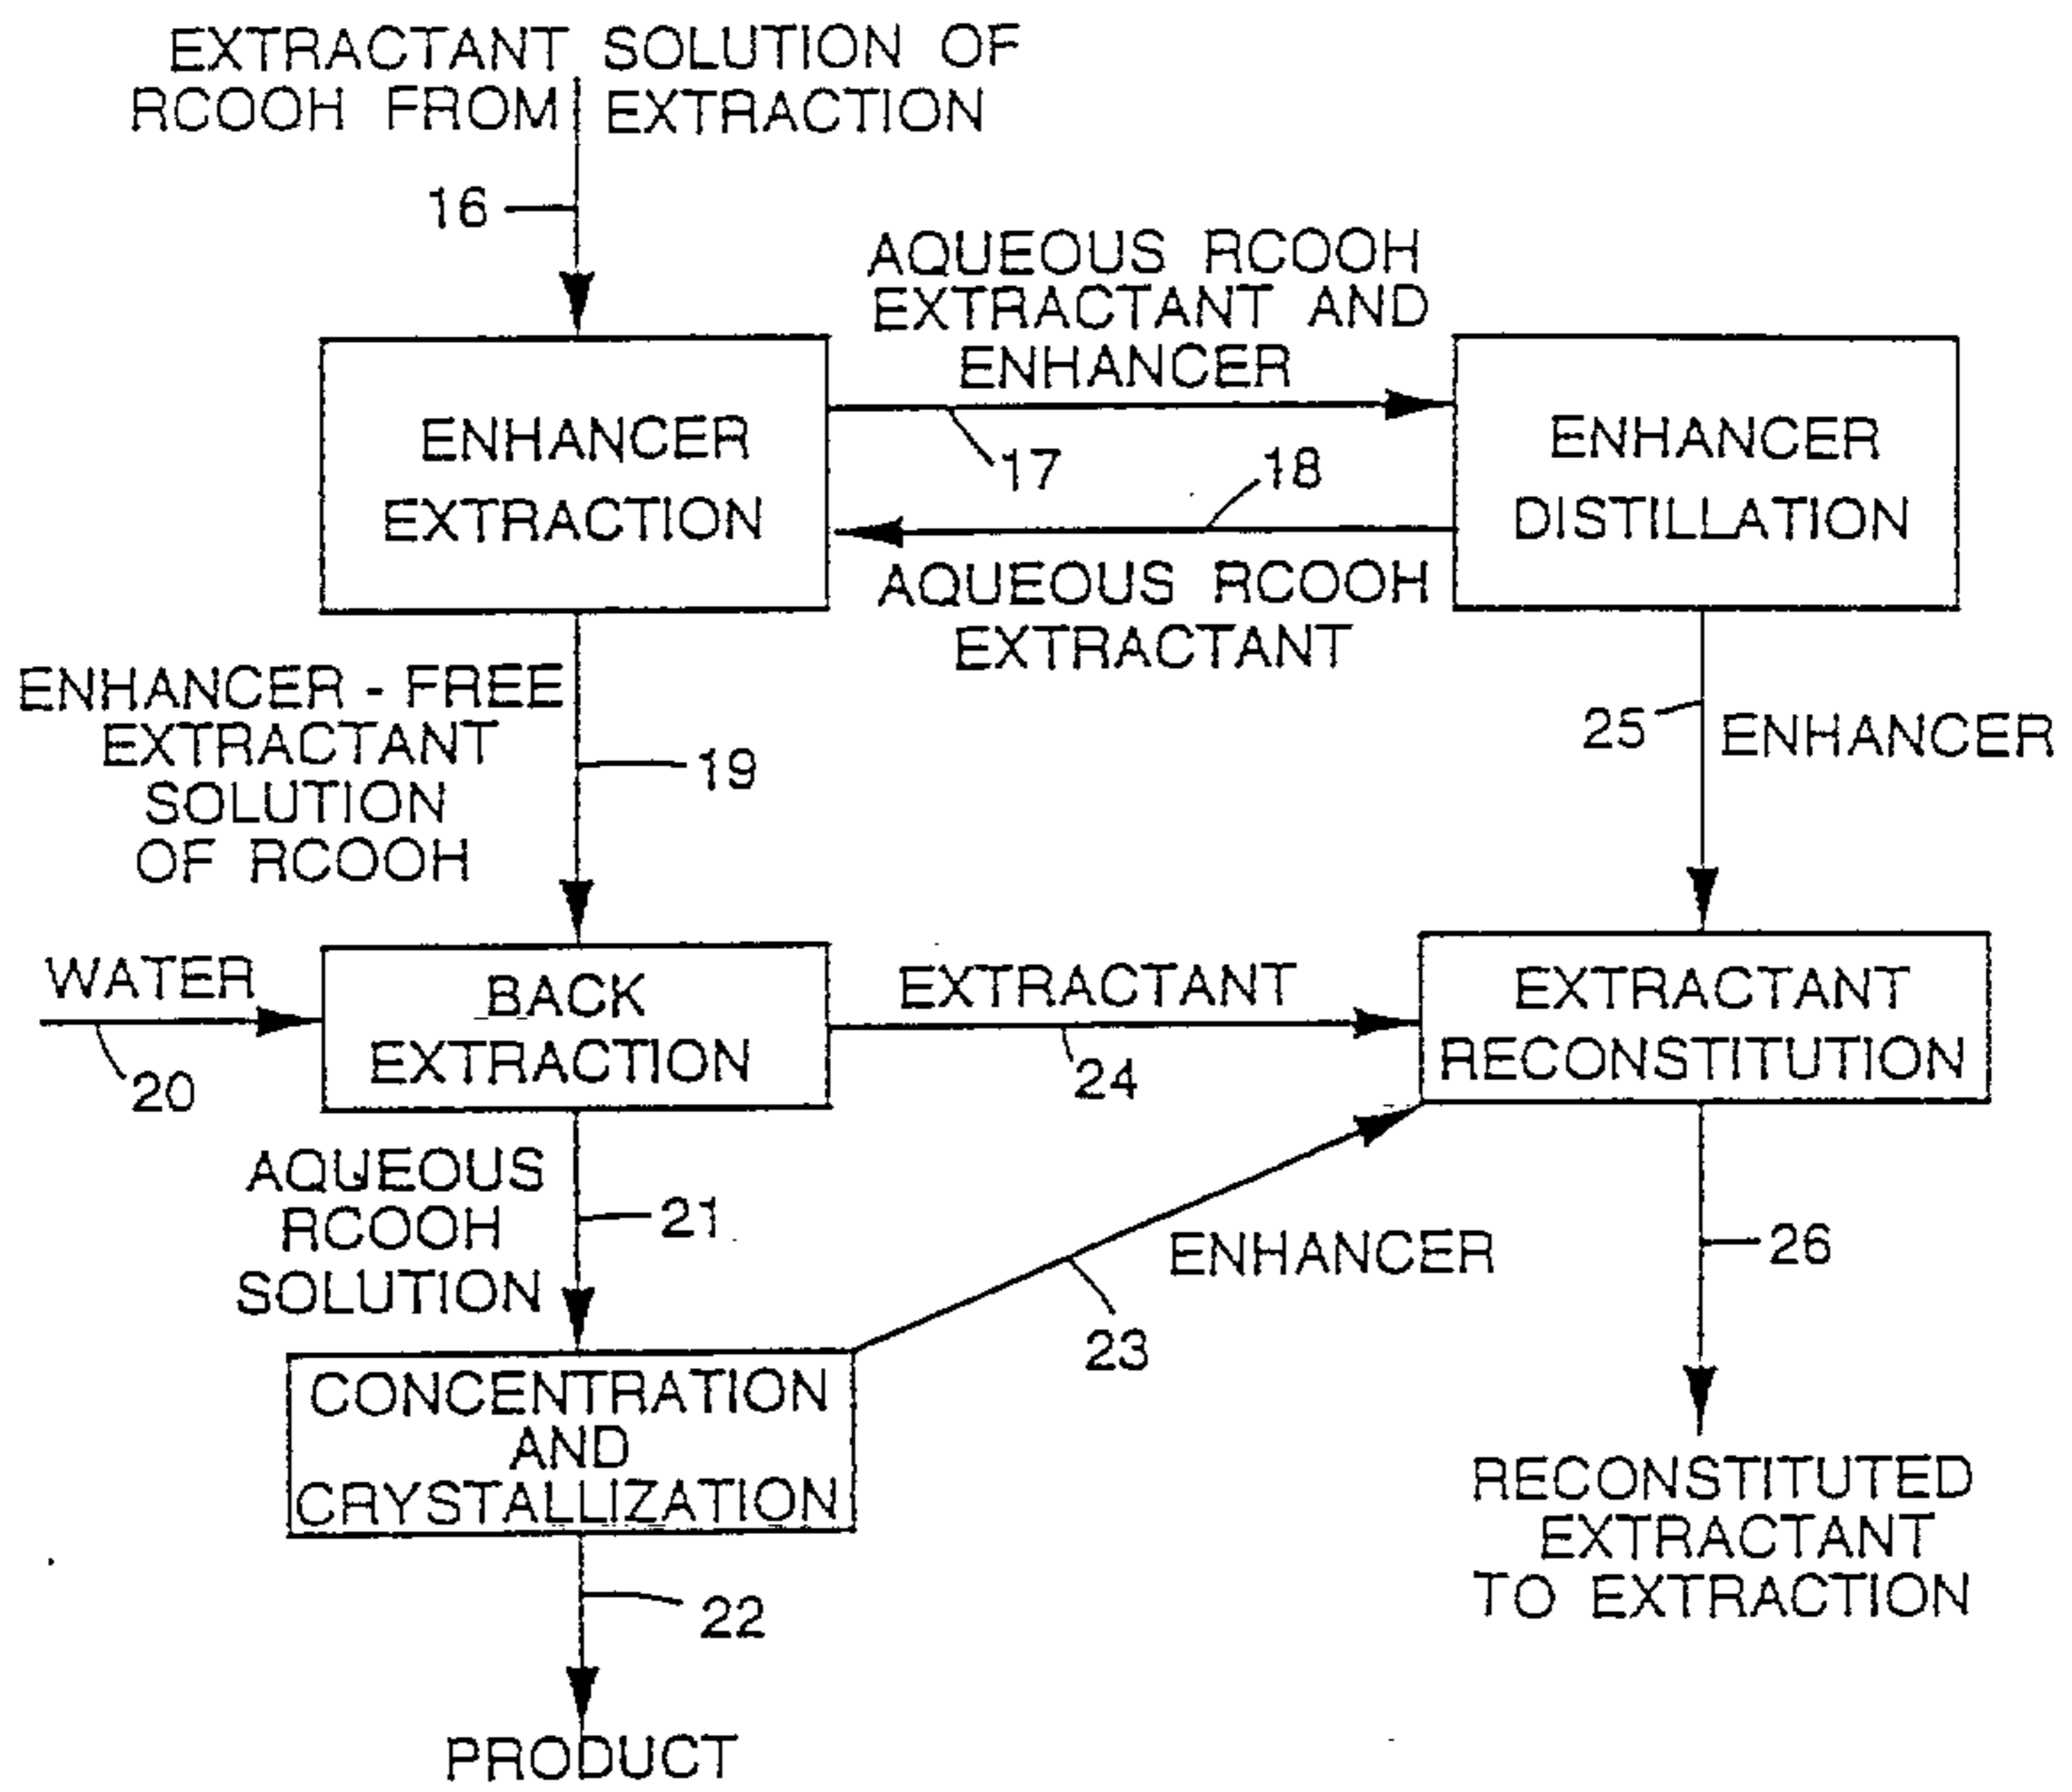 EXTRACTANT SOLUTION OF
RCOOH FROM EXTRACTION
16
AQUEOUS RCOOH
EXTRACTANT AND
ENHANCER
ENHANCER
EXTRACTION
17
18
ENHANCER
DISTILLATION
AQUEOUS RCOOH
EXTRACTANT
ENHANCER - FREE
EXTRACTANT
SOLUTION
OF RCOOH
19
25
ENHANCER
WATER
20
BACK
EXTRACTION
EXTRACTANT
24
EXTRACTANT
RECONSTITUTION
AQUEOUS
RCOOH
SOLUTION
21
ENHANCER
23
26
CONCENTRATION
AND
CRYSTALLIZATION
22
PRODUCT
RECONSTITUTED
EXTRACTANT
TO EXTRACTION